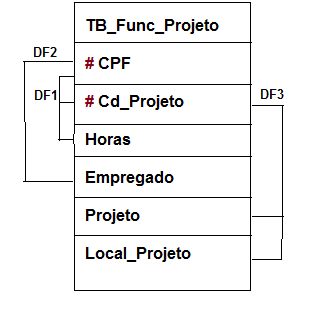 TB_Func_Projeto
DF2
# CPF
DF1
# Cd_Projeto
DF3
Horas
Empregado
Projeto
Local_Projeto